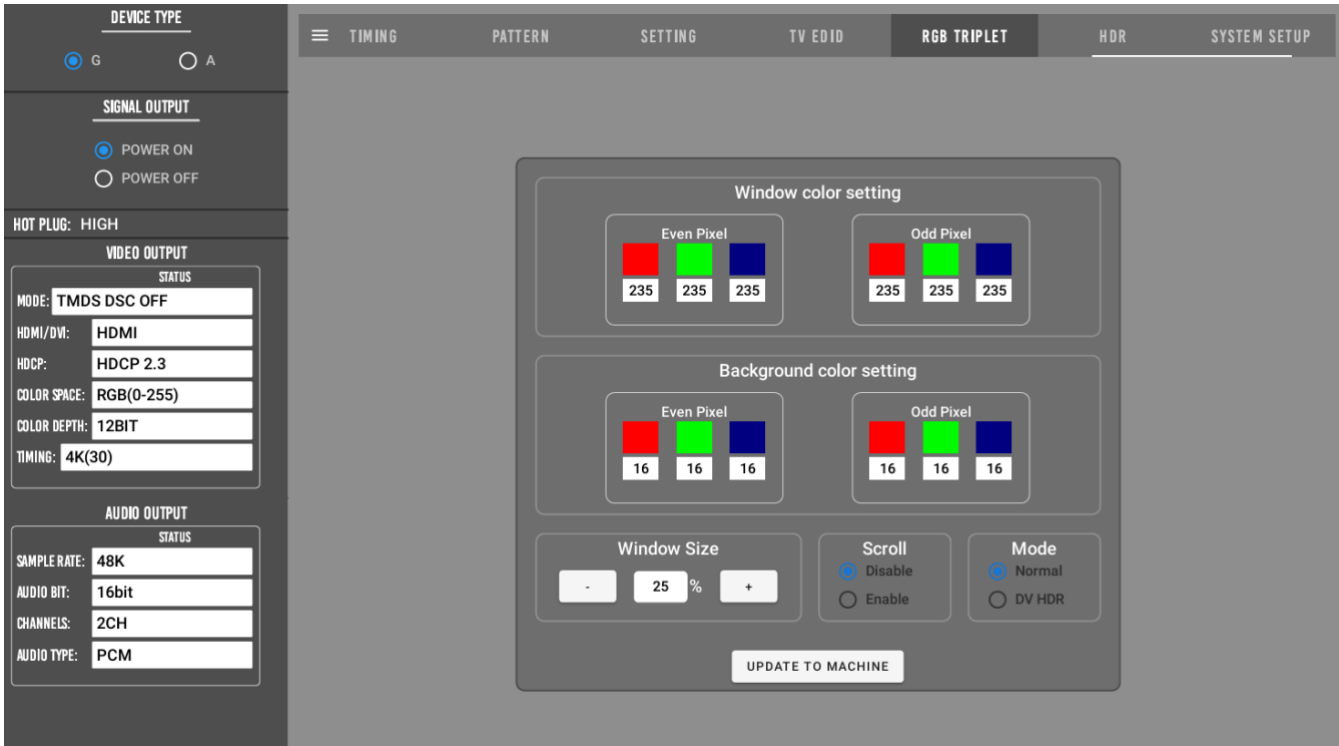 DEVICE TYPE
G A
SIGNAL OUTPUT
POWER ON
POWER OFF
HOT PLUG: HIGH
VIDEO OUTPUT
STATUS
MODE: TMDS DSC OFF
HDMI/DVI: HDMI
HDCP: HDCP 2.3
COLOR SPACE: RGB(0-255)
COLOR DEPTH: 12BIT
TIMING: 4K(30)
AUDIO OUTPUT
STATUS
SAMPLE RATE: 48K
AUDIO BIT: 16bit
CHANNELS: 2CH
AUDIO TYPE: PCM
TIMING PATTERN SETTING TV EDID RGB TRIPLET HDR SYSTEM SETUP
Window color setting
Even Pixel Odd Pixel
235 235 235 235 235 235
Background color setting
Even Pixel Odd Pixel
16 16 16 16 16 16
Window Size Scroll Mode
- 25 % + Disable Normal
Enable DV HDR
UPDATE TO MACHINE